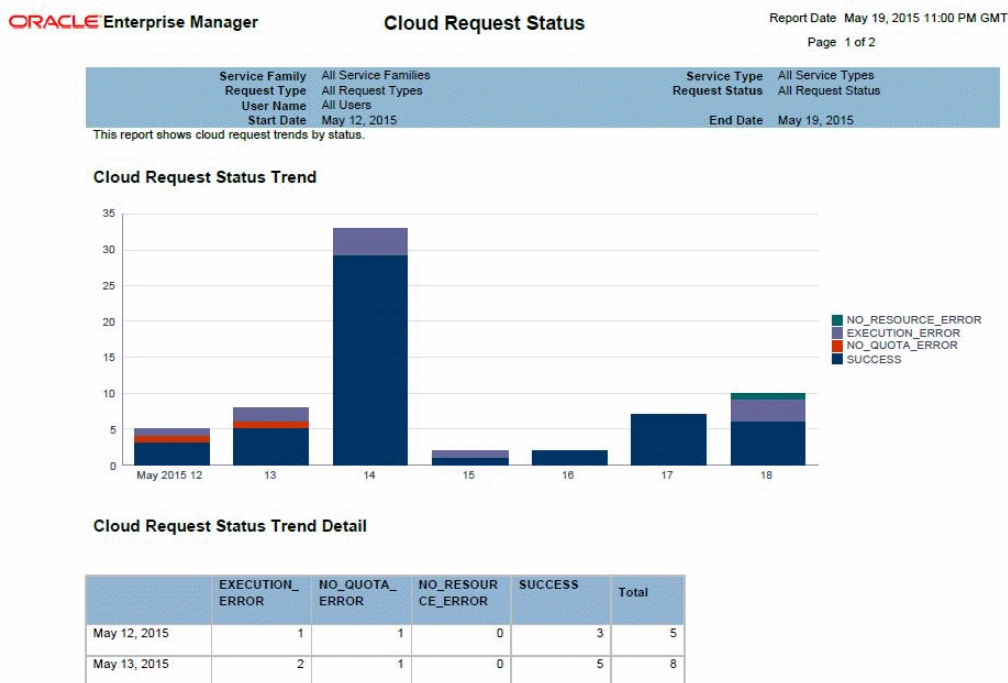 ORACLE Enterprise Manager
Cloud Request Status
Report Date May 19, 2015 11:00 PM GMT
Page 1 of 2
Service Family All Service Families Service Type All Service Types
Request Type All Request Types Request Status All Request Status
User Name All Users
Start Date May 12, 2015 End Date May 19, 2015
This report shows cloud request trends by status.
Cloud Request Status Trend
35
30
25
20
15
10
5
0
May 2015 12 13 14 15 16 17 18
NO_RESOURCE_ERROR
EXECUTION_ERROR
NO_QUOTA_ERROR
SUCCESS
Cloud Request Status Trend Detail
EXECUTION_ NO_QUOTA_ NO_RESOUR SUCCESS Total
ERROR ERROR CE_ERROR
May 12, 2015 1 1 0 3 5
May 13, 2015 2 1 0 5 8